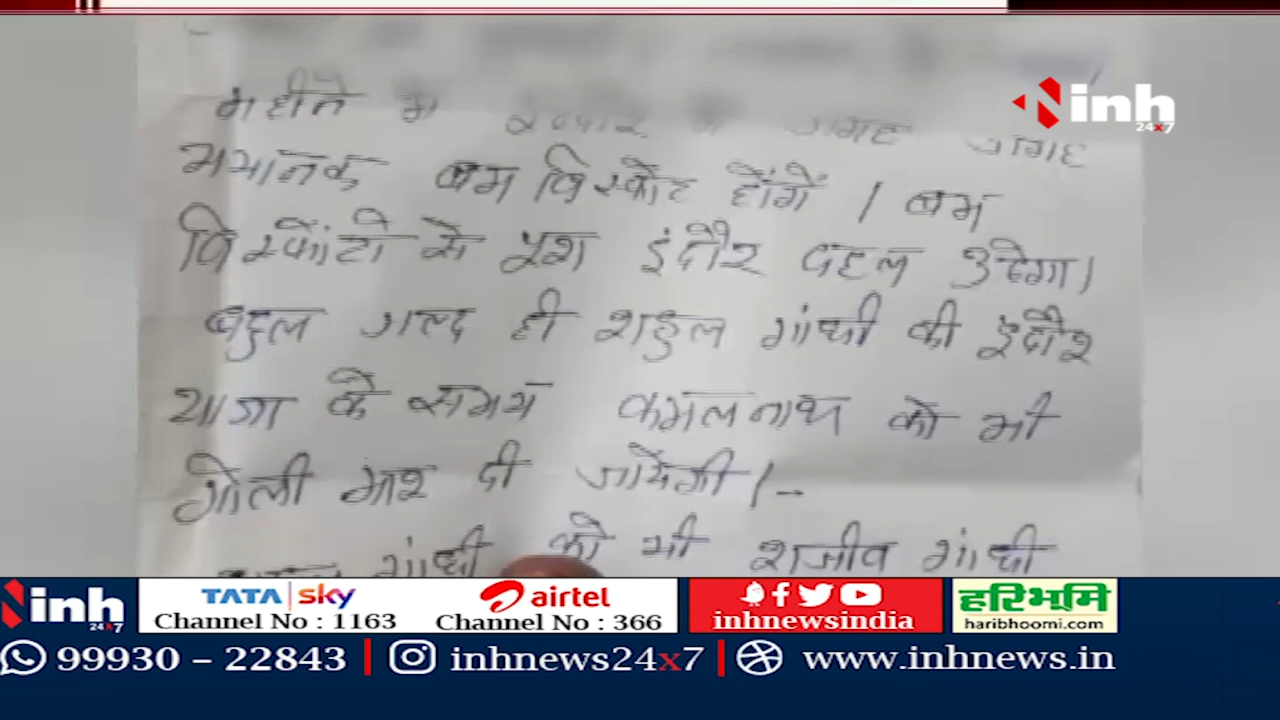 inh
24x7
महीने में इन्दौर में जगह जगह
भयानक बम विस्फोट होंगें । बम
विस्फोंटो से पूरा इंदौर दहल उठेगा।
बहुत जल्द ही राहुल गांधी की इंदौर
यात्रा के समय कमलनाथ को भी
गोली मार दी जायेगी।-
गांधी को भी राजीव गांधी
inh
24x7
TATA sky
Channel No : 1163
airtel
Channel No : 366
inhnewsindia
हरिभूमि
haribhoomi.com
99930 – 22843 | inhnews24x7 | www.inhnews.in